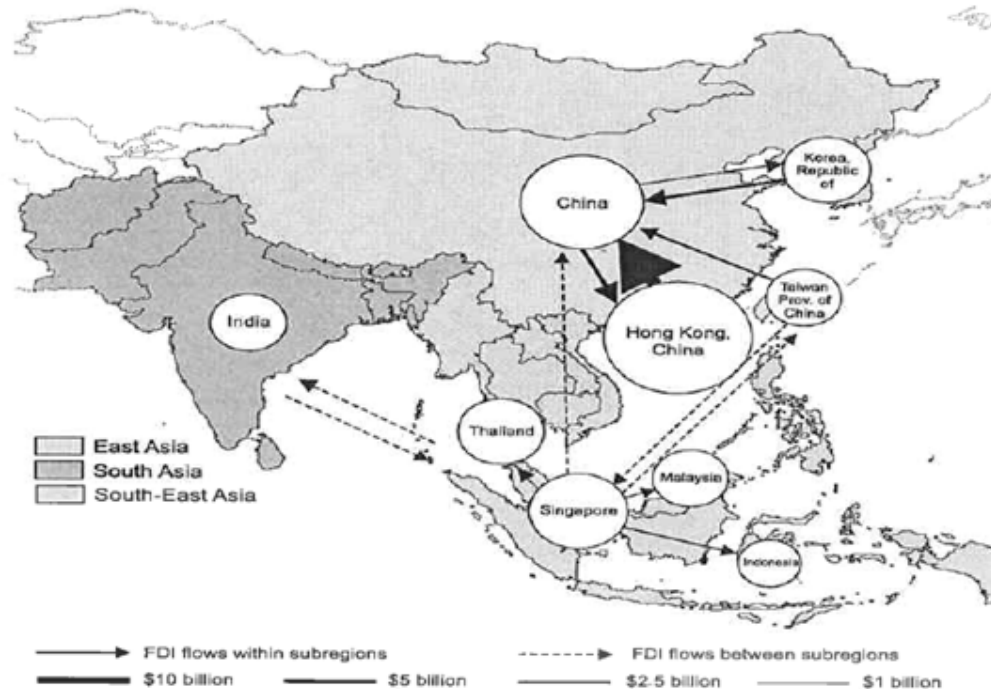 Korea,
Republic
of
China
Taiwan
Prov. of
China
India
Hong Kong,
China
Thailand
East Asia
South Asia
South-East Asia
Malaysia
Singapore
Indonesia
FDI flows within subregions
FDI flows between subregions
$10 billion
$5 billion
$2.5 billion
$1 billion